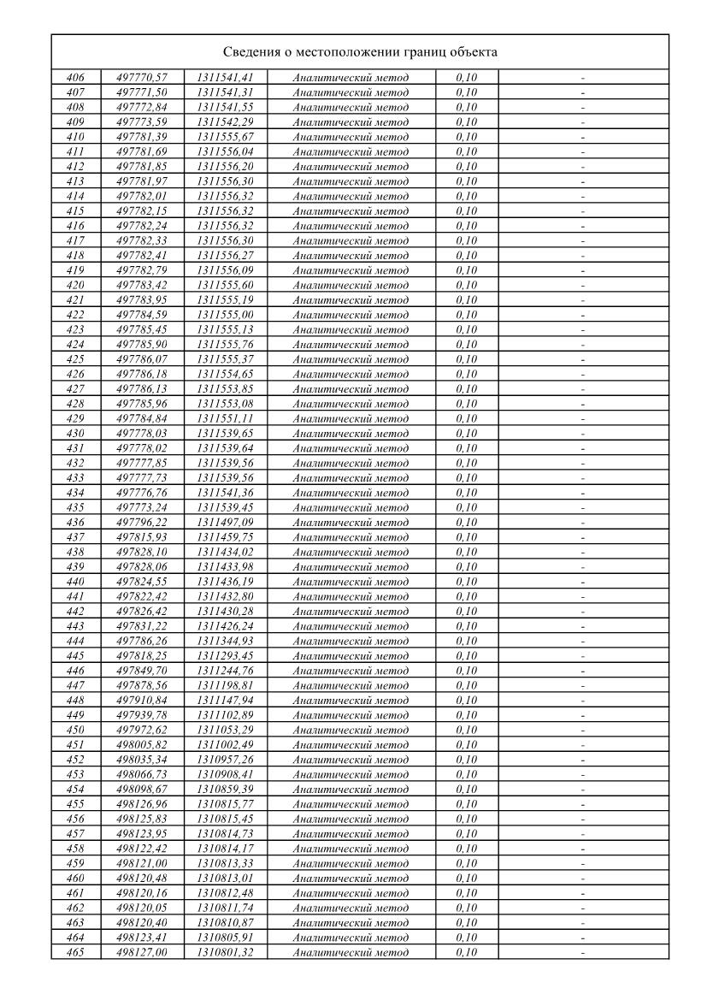 Сведения о местоположении границ объекта
406 497770,57 1311541,41 Аналитический метод 0,10 -
407 497771,50 1311541,31 Аналитический метод 0,10 -
408 497772,84 1311541,55 Аналитический метод 0,10 -
409 497773,59 1311542,29 Аналитический метод 0,10 -
410 497781,39 1311555,67 Аналитический метод 0,10 -
411 497781,69 1311556,04 Аналитический метод 0,10 -
412 497781,85 1311556,20 Аналитический метод 0,10 -
413 497781,97 1311556,30 Аналитический метод 0,10 -
414 497782,01 1311556,32 Аналитический метод 0,10 -
415 497782,15 1311556,32 Аналитический метод 0,10 -
416 497782,24 1311556,32 Аналитический метод 0,10 -
417 497782,33 1311556,30 Аналитический метод 0,10 -
418 497782,41 1311556,27 Аналитический метод 0,10 -
419 497782,79 1311556,09 Аналитический метод 0,10 -
420 497783,42 1311555,60 Аналитический метод 0,10 -
421 497783,95 1311555,19 Аналитический метод 0,10 -
422 497784,59 1311555,00 Аналитический метод 0,10 -
423 497785,45 1311555,13 Аналитический метод 0,10 -
424 497785,90 1311555,76 Аналитический метод 0,10 -
425 497786,07 1311555,37 Аналитический метод 0,10 -
426 497786,18 1311554,65 Аналитический метод 0,10 -
427 497786,13 1311553,85 Аналитический метод 0,10 -
428 497785,96 1311553,08 Аналитический метод 0,10 -
429 497784,84 1311551,11 Аналитический метод 0,10 -
430 497778,03 1311539,65 Аналитический метод 0,10 -
431 497778,02 1311539,64 Аналитический метод 0,10 -
432 497777,85 1311539,56 Аналитический метод 0,10 -
433 497777,73 1311539,56 Аналитический метод 0,10 -
434 497776,76 1311541,36 Аналитический метод 0,10 -
435 497773,24 1311539,45 Аналитический метод 0,10 -
436 497796,22 1311497,09 Аналитический метод 0,10 -
437 497815,93 1311459,75 Аналитический метод 0,10 -
438 497828,10 1311434,02 Аналитический метод 0,10 -
439 497828,06 1311433,98 Аналитический метод 0,10 -
440 497824,55 1311436,19 Аналитический метод 0,10 -
441 497822,42 1311432,80 Аналитический метод 0,10 -
442 497826,42 1311430,28 Аналитический метод 0,10 -
443 497831,22 1311426,24 Аналитический метод 0,10 -
444 497786,26 1311344,93 Аналитический метод 0,10 -
445 497818,25 1311293,45 Аналитический метод 0,10 -
446 497849,70 1311244,76 Аналитический метод 0,10 -
447 497878,56 1311198,81 Аналитический метод 0,10 -
448 497910,84 1311147,94 Аналитический метод 0,10 -
449 497939,78 1311102,89 Аналитический метод 0,10 -
450 497972,62 1311053,29 Аналитический метод 0,10 -
451 498005,82 1311002,49 Аналитический метод 0,10 -
452 498035,34 1310957,26 Аналитический метод 0,10 -
453 498066,73 1310908,41 Аналитический метод 0,10 -
454 498098,67 1310859,39 Аналитический метод 0,10 -
455 498126,96 1310815,77 Аналитический метод 0,10 -
456 498125,83 1310815,45 Аналитический метод 0,10 -
457 498123,95 1310814,73 Аналитический метод 0,10 -
458 498122,42 1310814,17 Аналитический метод 0,10 -
459 498121,00 1310813,33 Аналитический метод 0,10 -
460 498120,48 1310813,01 Аналитический метод 0,10 -
461 498120,16 1310812,48 Аналитический метод 0,10 -
462 498120,05 1310811,74 Аналитический метод 0,10 -
463 498120,40 1310810,87 Аналитический метод 0,10 -
464 498123,41 1310805,91 Аналитический метод 0,10 -
465 498127,00 1310801,32 Аналитический метод 0,10 -